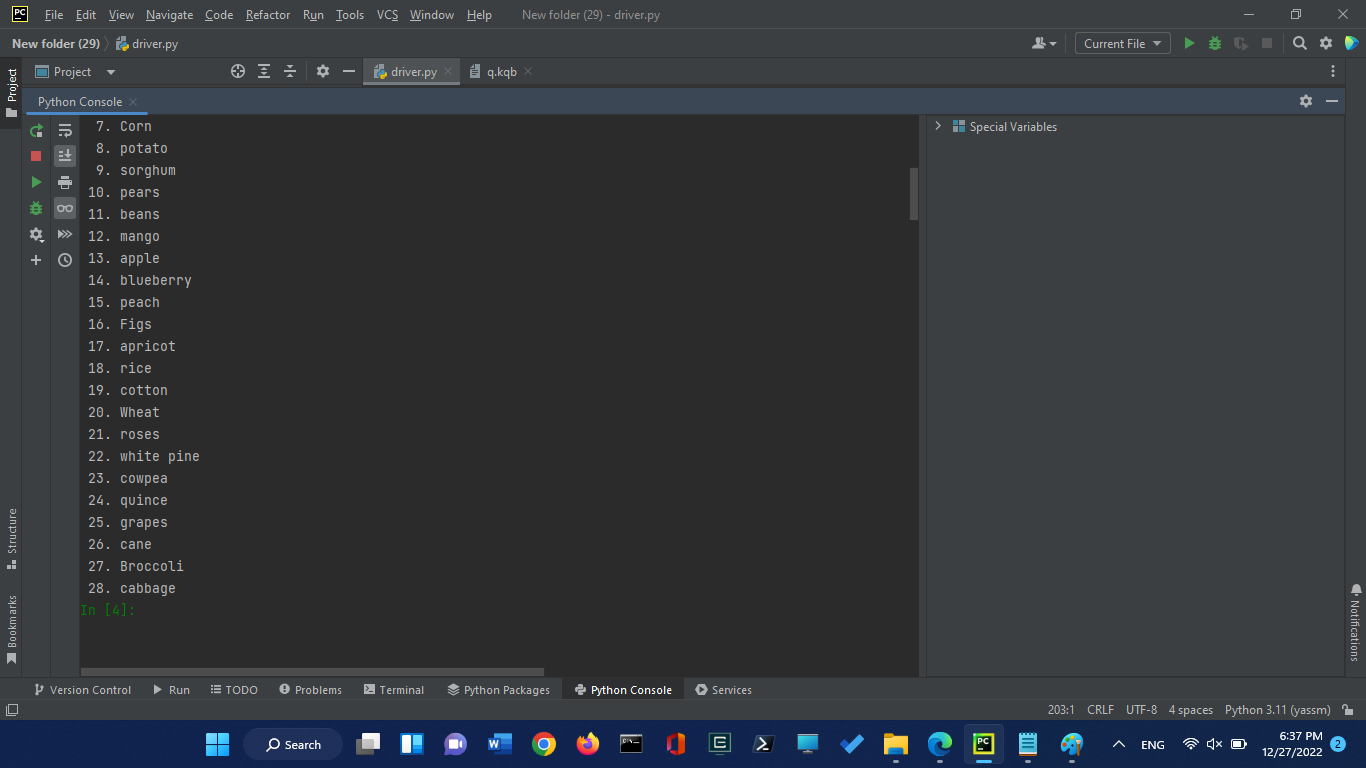 PC File Edit View Navigate Code Refactor Run Tools VCS Window Help New folder (29) - driver.py
New folder (29) driver.py Current File
Project Project driver.py q.kqb
Python Console
7. Corn Special Variables
8. potato
9. sorghum
10. pears
11. beans
12. mango
13. apple
14. blueberry
15. peach
16. Figs
17. apricot
18. rice
19. cotton
20. Wheat
21. roses
22. white pine
23. cowpea
24. quince
25. grapes
26. cane
27. Broccoli
28. cabbage
In [4]:
Structure
Bookmarks
Notifications
Version Control Run TODO Problems Terminal Python Packages Python Console Services
203:1 CRLF UTF-8 4 spaces Python 3.11 (yassm)
Search ENG 6:37 PM
12/27/2022 2